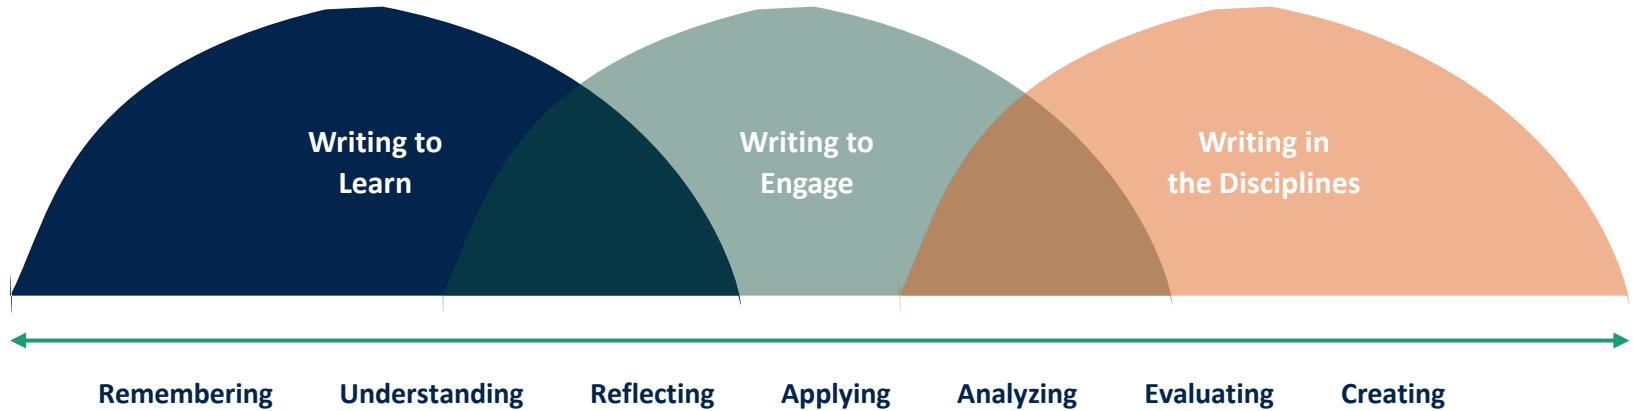 Writing to
Learn
Writing to
Engage
Writing in
the Disciplines
Remembering Understanding Reflecting Applying Analyzing Evaluating Creating